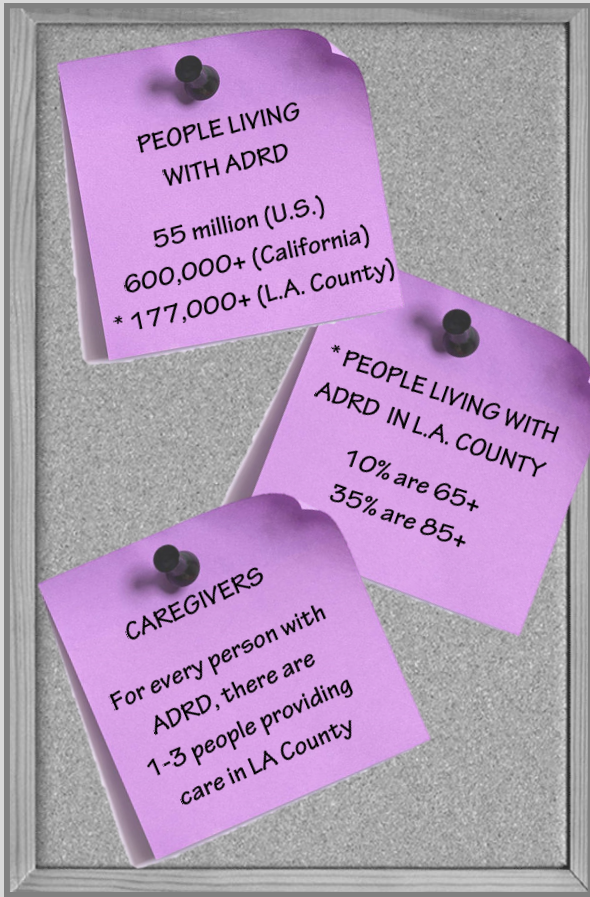 PEOPLE LIVING
WITH ADRD
55 million (U.S.)
600,000+ (California)
* 177,000+ (L.A. County)
* PEOPLE LIVING WITH
ADRD IN L.A. COUNTY
10% are 65+
35% are 85+
CAREGIVERS
For every person with
ADRD, there are
1-3 people providing
care in LA County